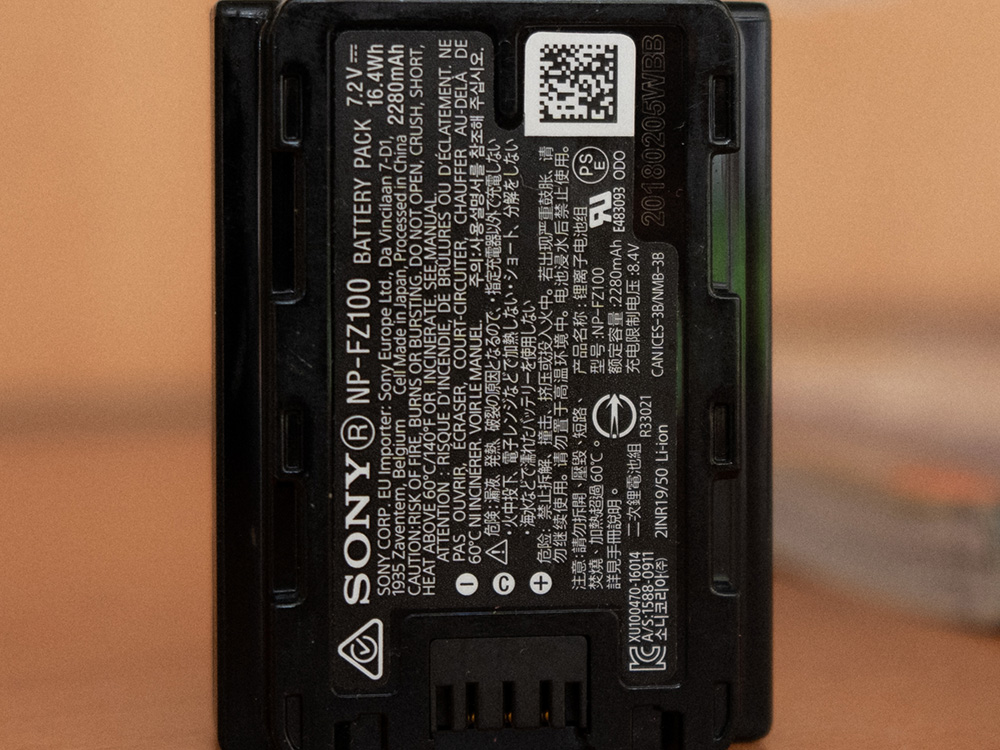 SONY® NP-FZ100 BATTERY PACK 7.2V⎓
SONY CORP. EU Importer: Sony Europe Ltd., Da Vincilaan 7-D1, 16.4Wh
1935 Zaventem, Belgium Cell Made in Japan, Processed in China 2280mAh
CAUTION:RISK OF FIRE, BURNS OR BURSTING. DO NOT OPEN, CRUSH, SHORT,
HEAT ABOVE 60°C/140°F OR INCINERATE. SEE MANUAL.
ATTENTION : RISQUE D'INCENDIE, DE BRÛLURES OU D'ÉCLATEMENT. NE
PAS OUVRIR, ÉCRASER, COURT-CIRCUITER, CHAUFFER AU-DELÀ DE
60°C NI INCINÉRER. VOIR LE MANUEL. 주의:사용설명서를 참조해 주십시오.
危険:漏液、発熱、破裂の原因となるので、・指定充電器以外で充電しない
・火中投下、電子レンジなどで加熱しない・ショート、分解をしない
・海水などで濡れたバッテリーを使用しない
危险:禁止拆解、撞击、挤压或投入火中。若出现严重鼓胀、请
勿继续使用。请勿置于高温环境中。电池浸水后禁止使用。
注意:請勿拆開、壓毀、短路、
焚燒、加熱超過60℃。
詳見手冊說明。
产品名称:锂离子电池组
型号:NP-FZ100
额定容量:2280mAh
充电限制电压:8.4V
CAN ICES-3B/NMB-3B
PS
E
E483093 ODO
20180205WBB
XU100470-16014
A/S:1588-0911
소니코리아(주)
二次鋰電池組 R33021
2INR19/50 Li-ion